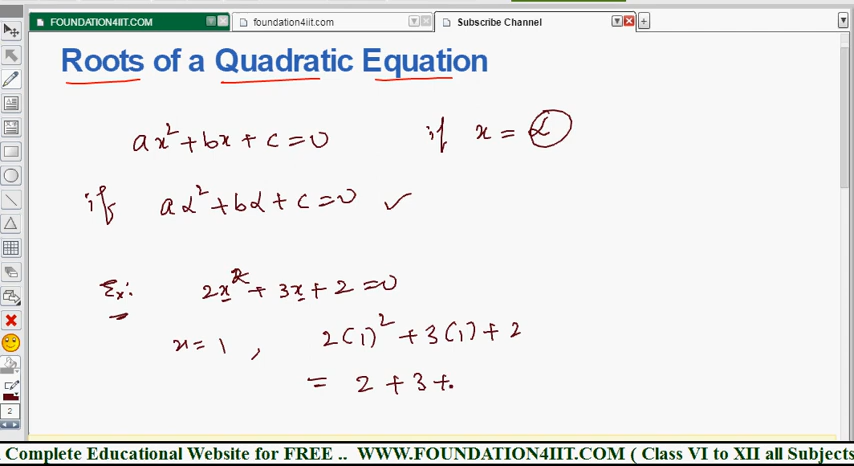 FOUNDATION4IIT.COM foundation4iit.com Subscribe Channel
Roots of a Quadratic Equation
ax² + bx + c = 0 if x = α
if aα² + bα + c = 0 ✓
Ex: 2x² + 3x + 2 = 0
x = 1, 2(1)² + 3(1) + 2
= 2 + 3 +
2
Complete Educational Website for FREE .. WWW.FOUNDATION4IIT.COM ( Class VI to XII all Subjects